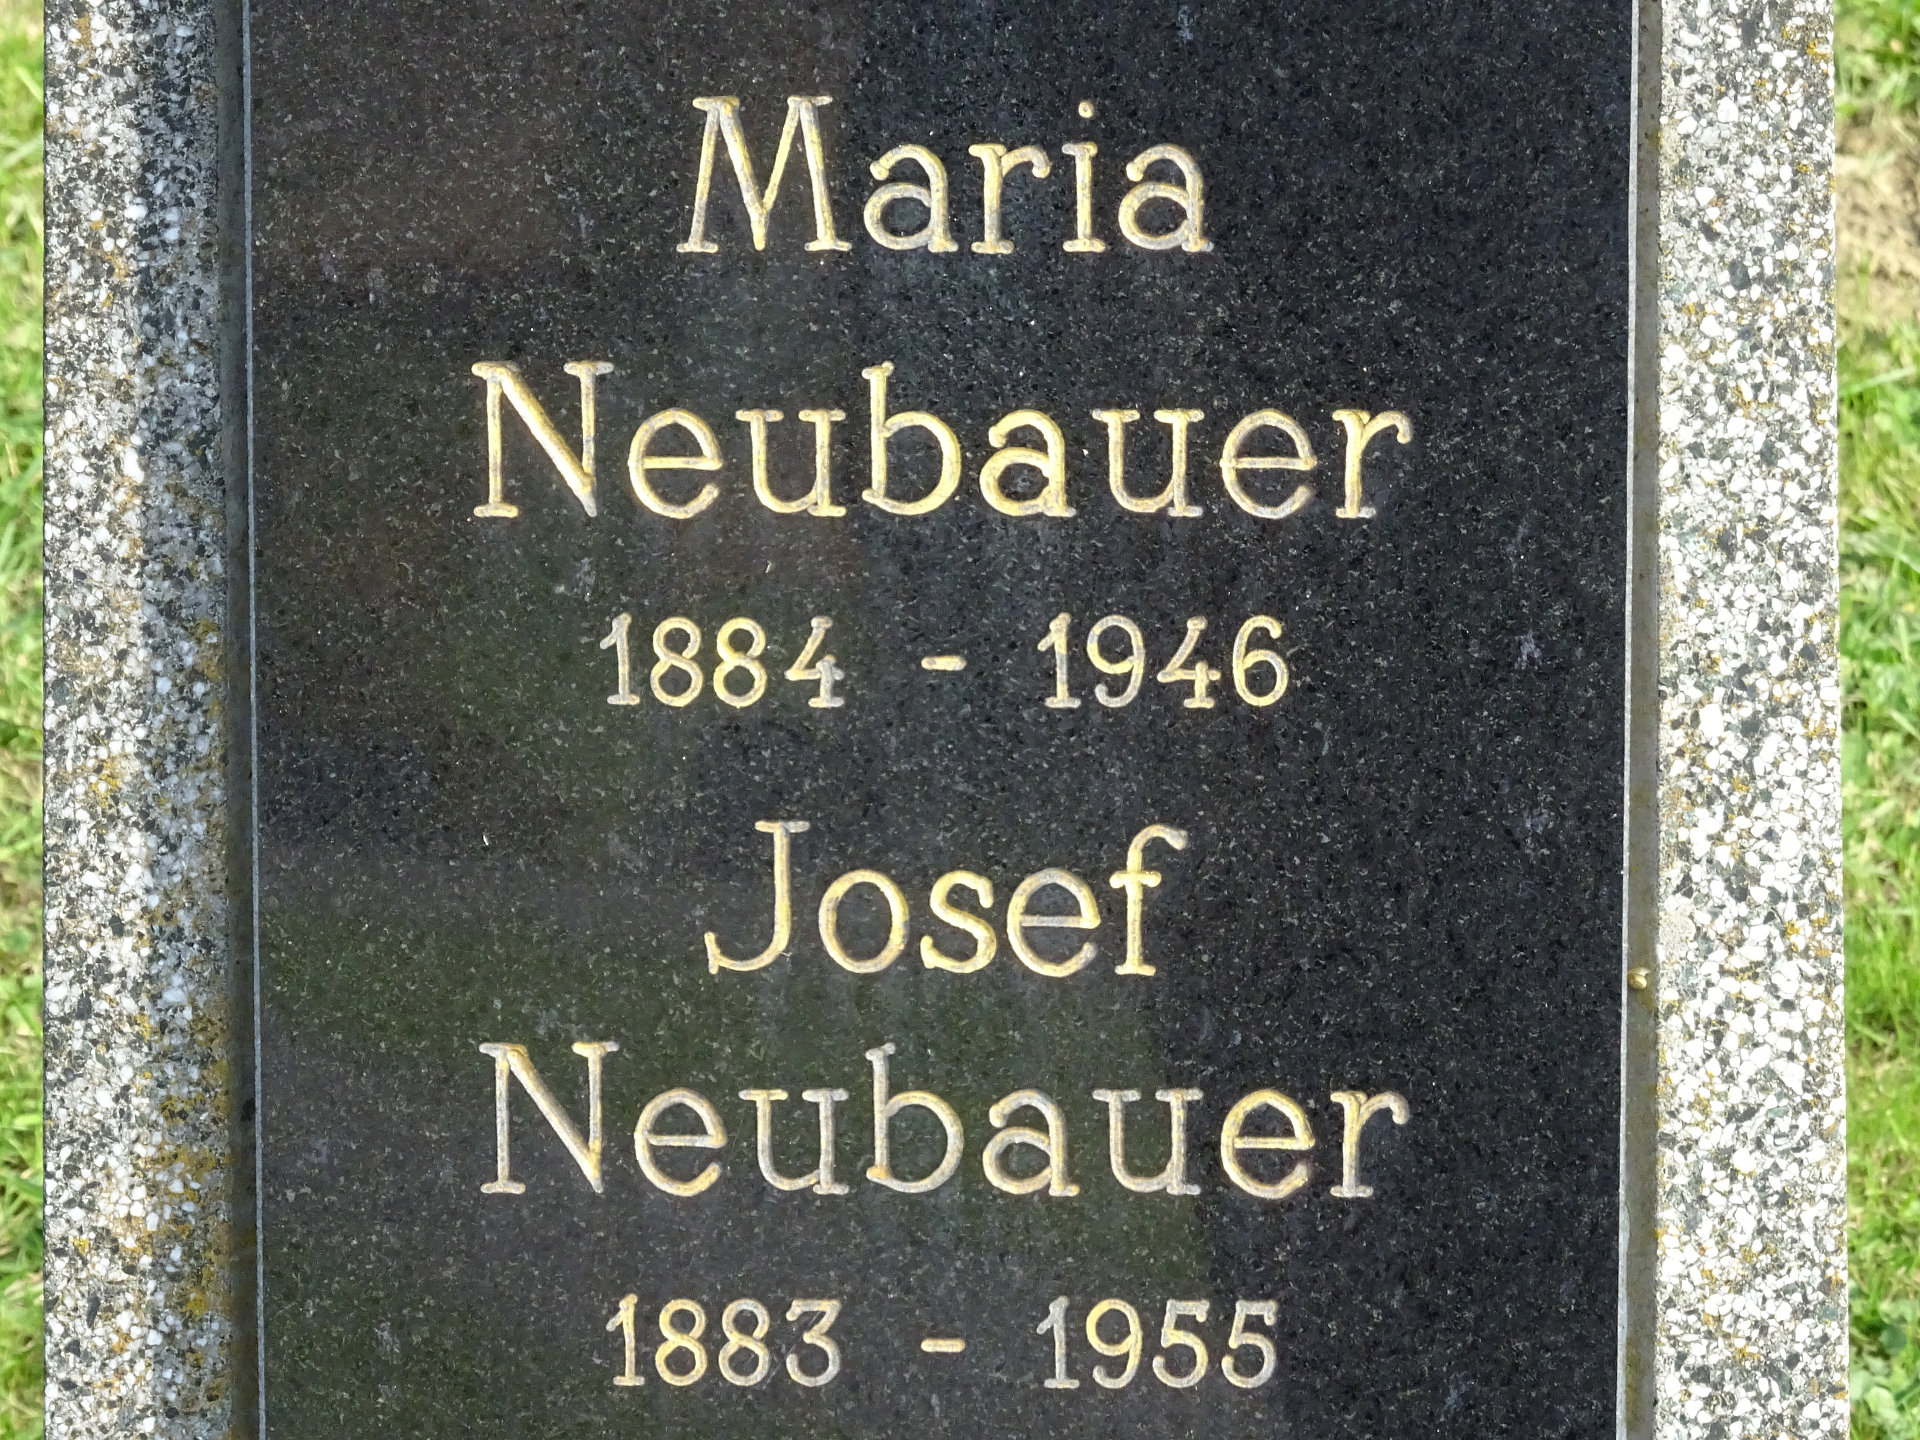 Maria
Neubauer
1884 - 1946
Josef
Neubauer
1883 - 1955